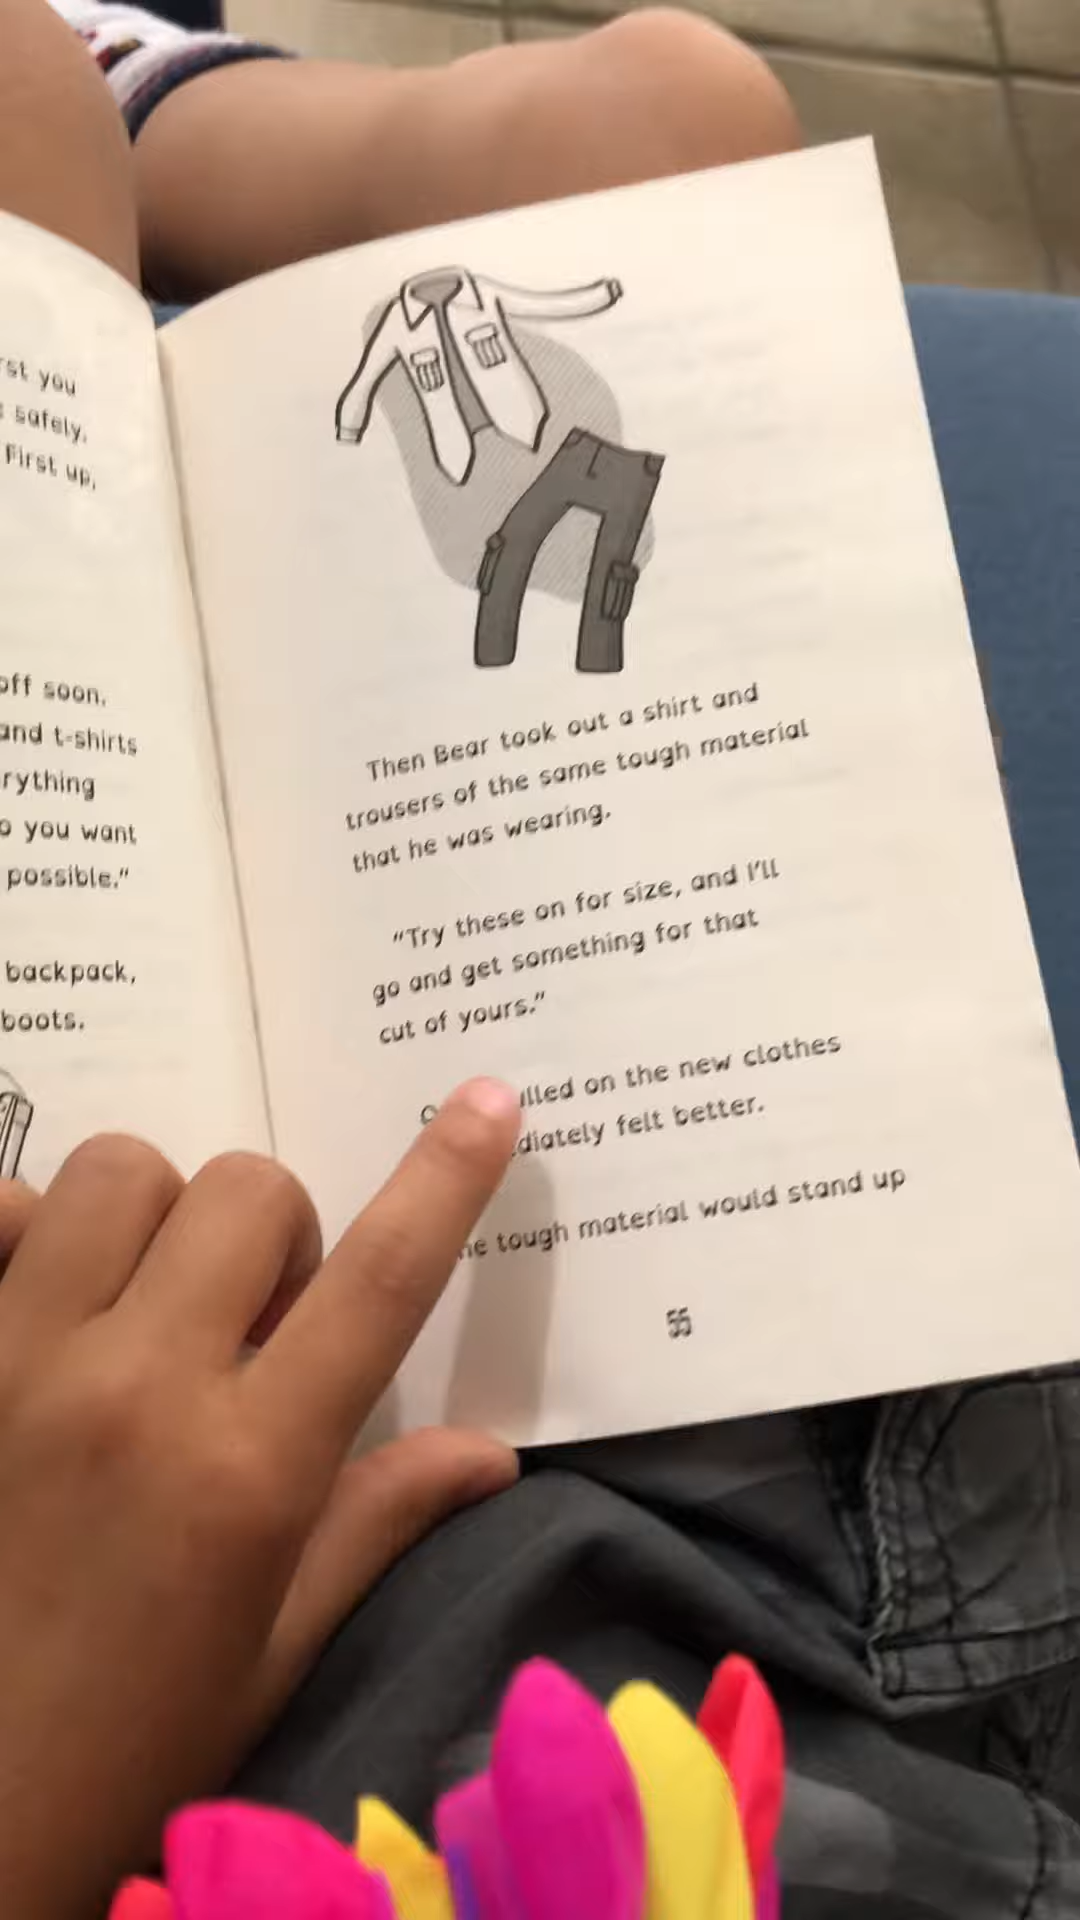 rst you
safely.
First up,
off soon.
and t-shirts
rything
o you want
possible."
backpack,
boots.
Then Bear took out a shirt and
trousers of the same tough material
that he was wearing.
"Try these on for size, and I'll
go and get something for that
cut of yours."
ulled on the new clothes
diately felt better.
he tough material would stand up
55